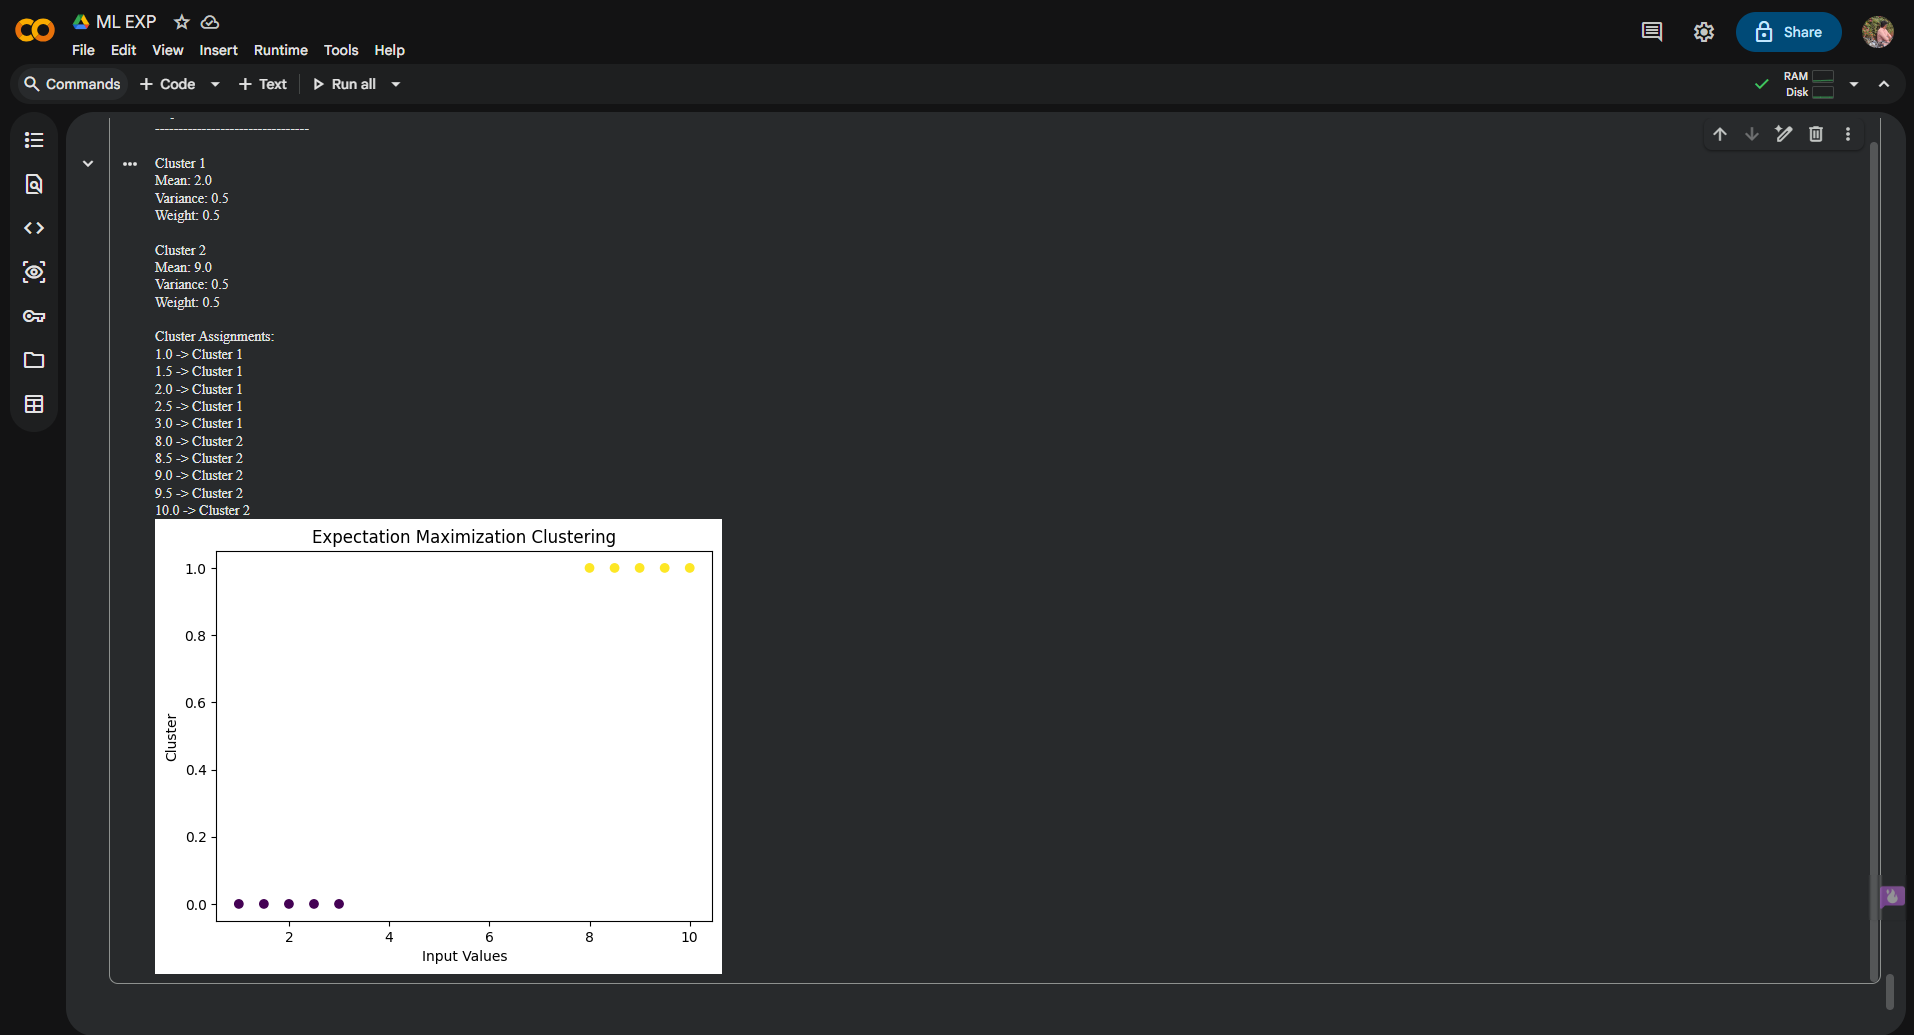 ML EXP
File Edit View Insert Runtime Tools Help
Share
Commands + Code + Text Run all
RAM
Disk
----------------------------------
Cluster 1
Mean: 2.0
Variance: 0.5
Weight: 0.5
Cluster 2
Mean: 9.0
Variance: 0.5
Weight: 0.5
Cluster Assignments:
1.0 -> Cluster 1
1.5 -> Cluster 1
2.0 -> Cluster 1
2.5 -> Cluster 1
3.0 -> Cluster 1
8.0 -> Cluster 2
8.5 -> Cluster 2
9.0 -> Cluster 2
9.5 -> Cluster 2
10.0 -> Cluster 2
Expectation Maximization Clustering
1.0
0.8
0.6
Cluster
0.4
0.2
0.0
2 4 6 8 10
Input Values